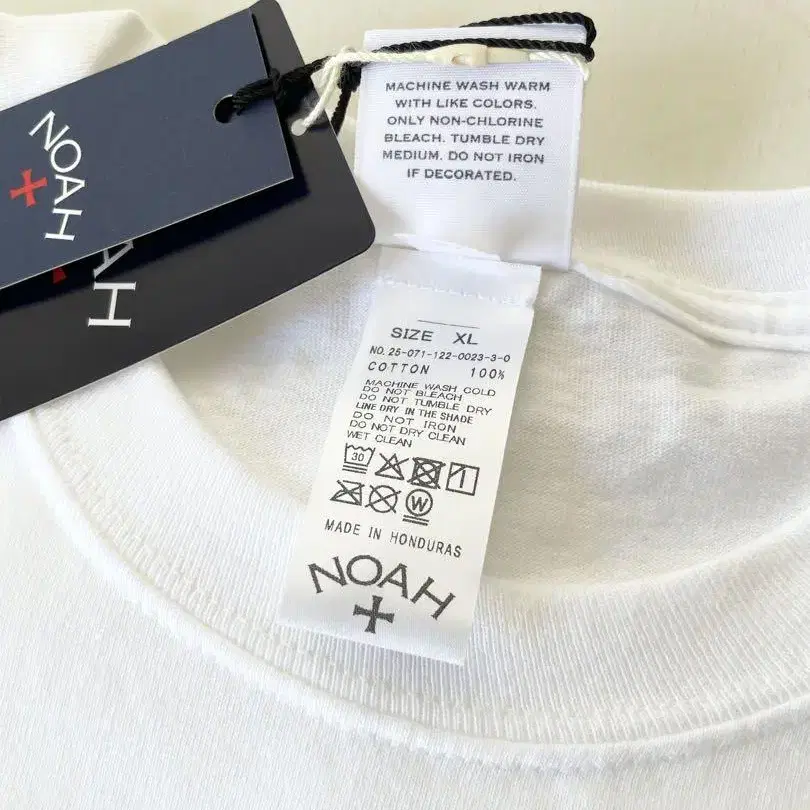 NOAH
AH
MACHINE WASH WARM
WITH LIKE COLORS.
ONLY NON-CHLORINE
BLEACH. TUMBLE DRY
MEDIUM. DO NOT IRON
IF DECORATED.
SIZE XL
NO. 25-071-122-0023-3-0
COTTON 100%
MACHINE WASH COLD
DO NOT BLEACH
DO NOT TUMBLE DRY
LINE DRY IN THE SHADE
DO NOT IRON
DO NOT DRY CLEAN
WET CLEAN
30
W
MADE IN HONDURAS
NOAH